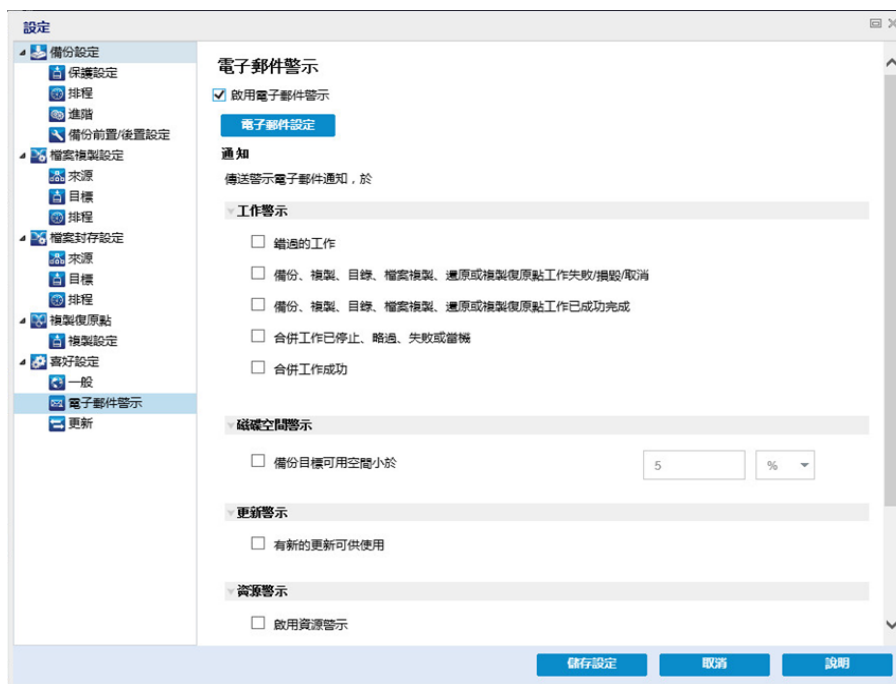 設定
備份設定
保護設定
排程
進階
備份前置/後置設定
檔案複製設定
來源
目標
排程
檔案封存設定
來源
目標
排程
複製復原點
複製設定
喜好設定
一般
電子郵件警示
更新
電子郵件警示
啟用電子郵件警示
電子郵件設定
通知
傳送警示電子郵件通知，於
工作警示
錯過的工作
備份、複製、目錄、檔案複製、還原或複製復原點工作失敗/損毀/取消
備份、複製、目錄、檔案複製、還原或複製復原點工作已成功完成
合併工作已停止、略過、失敗或當機
合併工作成功
磁碟空間警示
備份目標可用空間小於 5 %
更新警示
有新的更新可供使用
資源警示
啟用資源警示
儲存設定 取消 說明